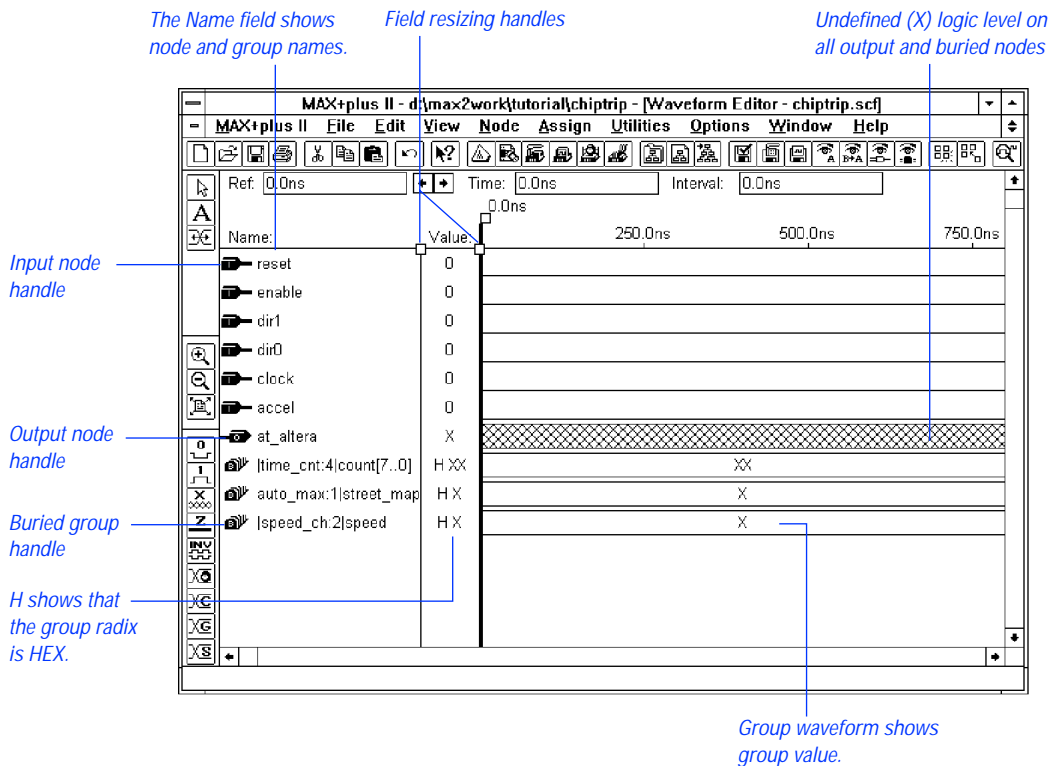 The Name field shows
node and group names.
Field resizing handles
Undefined (X) logic level on
all output and buried nodes
MAX+plus II - d:\max2work\tutorial\chiptrip - [Waveform Editor - chiptrip.scf]
MAX+plus II File Edit View Node Assign Utilities Options Window Help
Ref: 0.0ns Time: 0.0ns Interval: 0.0ns
0.0ns
Name: Value: 250.0ns 500.0ns 750.0ns
Input node
handle
reset 0
enable 0
dir1 0
dir0 0
clock 0
accel 0
Output node
handle
at_altera X
|time_cnt:4|count[7..0] H XX XX
auto_max:1|street_map H X X
Buried group
handle
|speed_ch:2|speed H X X
H shows that
the group radix
is HEX.
Group waveform shows
group value.